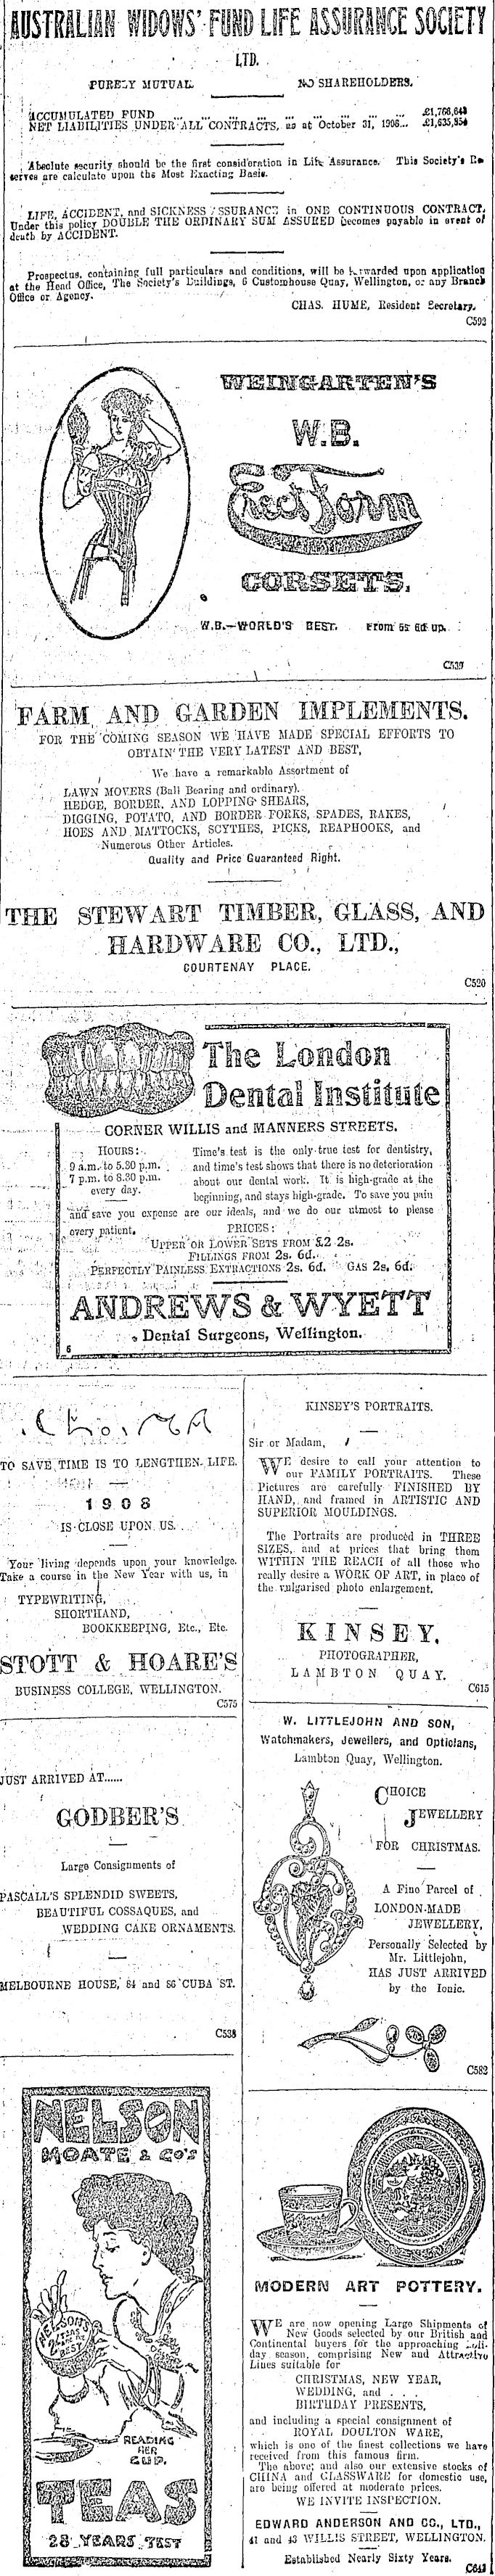 AUSTRALIAN WIDOWS' FUND LIFE ASSURANCE SOCIETY
LTD.
PURELY MUTUAL. NO SHAREHOLDERS.
ACCUMULATED FUND ... ... ... ... ... ...
NET LIABILITIES UNDER ALL CONTRACTS, as at October 31, 1906...
Absolute security should be the first consideration in Life Assurance. This Society's Re
serves are calculate upon the Most Exacting Basis.
LIFE, ACCIDENT, and SICKNESS ASSURANCE in ONE CONTINUOUS CONTRACT.
Under this policy DOUBLE THE ORDINARY SUM ASSURED becomes payable in event of
death by ACCIDENT.
Prospectus, containing full particulars and conditions, will be forwarded upon application
at the Head Office, The Society's Buildings, 6 Customhouse Quay, Wellington, or any Branch
Office or Agency.
CHAS. HUME, Resident Secretary.
C592
WEINGARTEN'S
W.B.
Erect Form
CORSETS.
W.B.—WORLD'S BEST. From 5s 6d up.
C539
FARM AND GARDEN IMPLEMENTS.
FOR THE COMING SEASON WE HAVE MADE SPECIAL EFFORTS TO
OBTAIN THE VERY LATEST AND BEST,
We have a remarkable Assortment of
LAWN MOWERS (Ball Bearing and ordinary).
HEDGE, BORDER, AND LOPPING SHEARS,
DIGGING, POTATO, AND BORDER FORKS, SPADES, RAKES,
HOES AND MATTOCKS, SCYTHES, PICKS, REAPHOOKS, and
Numerous Other Articles.
Quality and Price Guaranteed Right.
THE STEWART TIMBER, GLASS, AND
HARDWARE CO., LTD.,
COURTENAY PLACE.
C520
The London
Dental Institute
CORNER WILLIS and MANNERS STREETS.
HOURS:
9 a.m. to 5.30 p.m.
7 p.m. to 8.30 p.m.
every day.
Time's test is the only true test for dentistry,
and time's test shows that there is no deterioration
about our dental work. It is high-grade at the
beginning, and stays high-grade. To save you pain
and save you expense are our ideals, and we do our utmost to please
every patient. PRICES:
UPPER OR LOWER SETS FROM £2 2s.
FILLINGS FROM 2s. 6d.
PERFECTLY PAINLESS EXTRACTIONS 2s. 6d. GAS 2s. 6d.
ANDREWS & WYETT
Dental Surgeons, Wellington.
6
TO SAVE TIME IS TO LENGTHEN LIFE.
1908
IS CLOSE UPON US.
Your living depends upon your knowledge.
Take a course in the New Year with us, in
TYPEWRITING,
SHORTHAND,
BOOKKEEPING, Etc., Etc.
STOTT & HOARE'S
BUSINESS COLLEGE, WELLINGTON.
C575
JUST ARRIVED AT......
GODBER'S
Large Consignments of
PASCALL'S SPLENDID SWEETS,
BEAUTIFUL COSSAQUES, and
WEDDING CAKE ORNAMENTS.
MELBOURNE HOUSE, 64 and 66 CUBA ST.
C538
NELSON
MOATE & CO'S
NELSON'S
TEAS
BEST
READING
HER
CUP.
TEAS
28 YEARS TEST
KINSEY'S PORTRAITS.
Sir or Madam,
WE desire to call your attention to
our FAMILY PORTRAITS. These
Pictures are carefully FINISHED BY
HAND, and framed in ARTISTIC AND
SUPERIOR MOULDINGS.
The Portraits are produced in THREE
SIZES, and at prices that bring them
WITHIN THE REACH of all those who
really desire a WORK OF ART, in place of
the vulgarised photo enlargement.
KINSEY,
PHOTOGRAPHER,
LAMBTON QUAY.
C615
W. LITTLEJOHN AND SON,
Watchmakers, Jewellers, and Opticians,
Lambton Quay, Wellington.
CHOICE
JEWELLERY
FOR CHRISTMAS.
A Fine Parcel of
LONDON-MADE
JEWELLERY,
Personally Selected by
Mr. Littlejohn,
HAS JUST ARRIVED
by the Ionic.
C582
MODERN ART POTTERY.
WE are now opening Large Shipments of
New Goods selected by our British and
Continental buyers for the approaching Holi-
day season, comprising New and Attractive
Lines suitable for
CHRISTMAS, NEW YEAR,
WEDDING, and . . .
BIRTHDAY PRESENTS,
and including a special consignment of
ROYAL DOULTON WARE,
which is one of the finest collections we have
received from this famous firm.
The above; and also our extensive stocks of
CHINA and GLASSWARE for domestic use,
are being offered at moderate prices.
WE INVITE INSPECTION.
EDWARD ANDERSON AND CO., LTD.,
41 and 43 WILLIS STREET, WELLINGTON.
Established Nearly Sixty Years.